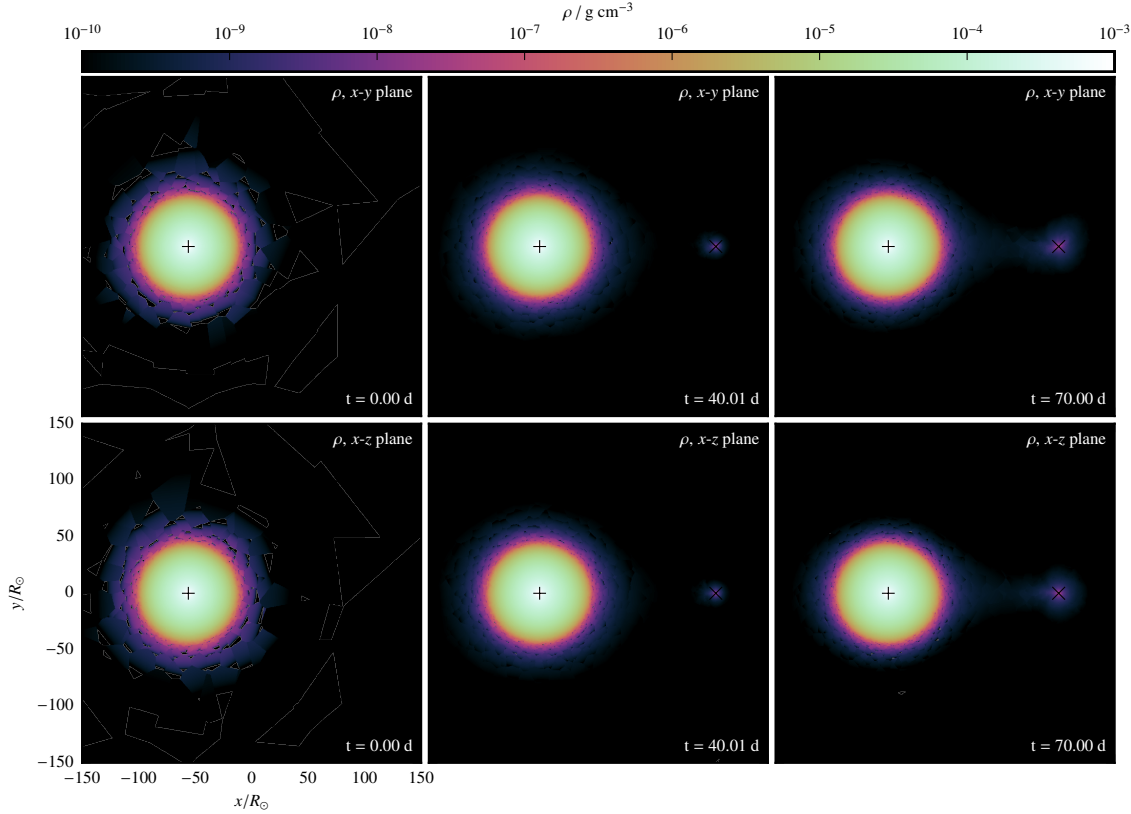 ρ / g cm⁻³
10⁻¹⁰ 10⁻⁹ 10⁻⁸ 10⁻⁷ 10⁻⁶ 10⁻⁵ 10⁻⁴ 10⁻³
ρ, x-y plane ρ, x-y plane ρ, x-y plane
t = 0.00 d t = 40.01 d t = 70.00 d
150
ρ, x-z plane ρ, x-z plane ρ, x-z plane
100
50
0
−50
−100
−150
y/R⊙
t = 0.00 d t = 40.01 d t = 70.00 d
−150 −100 −50 0 50 100 150
x/R⊙